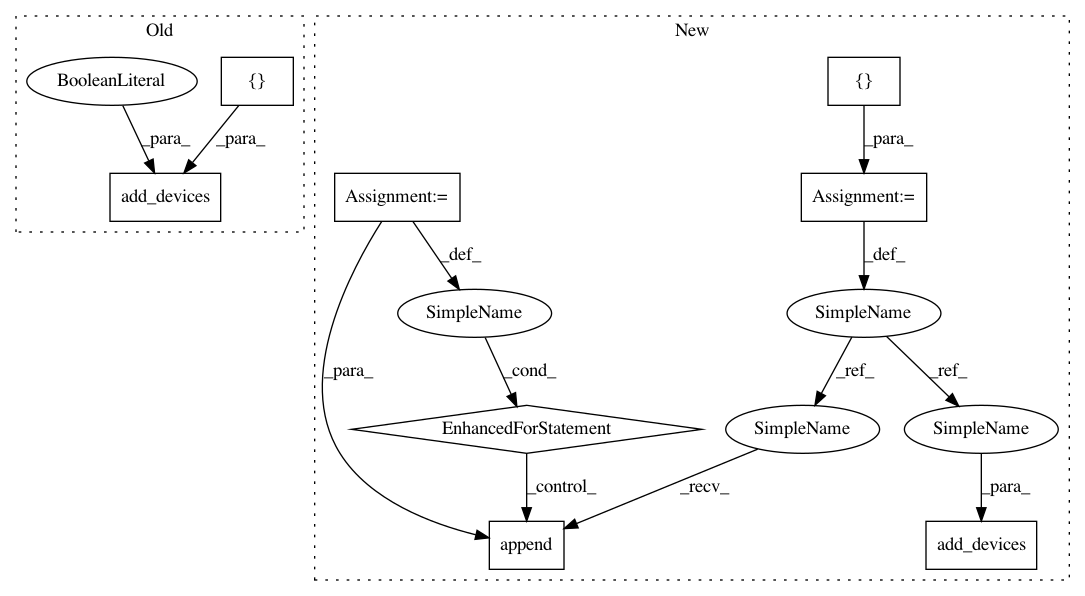 Old
New
BooleanLiteral
{}
{}
_para_
_para_
_para_
add_devices
Assignment:=
Assignment:=
_def_
_def_
SimpleName
SimpleName
_para_
_cond_
_ref_
_ref_
EnhancedForStatement
SimpleName
SimpleName
_control_
_recv_
_para_
append
add_devices